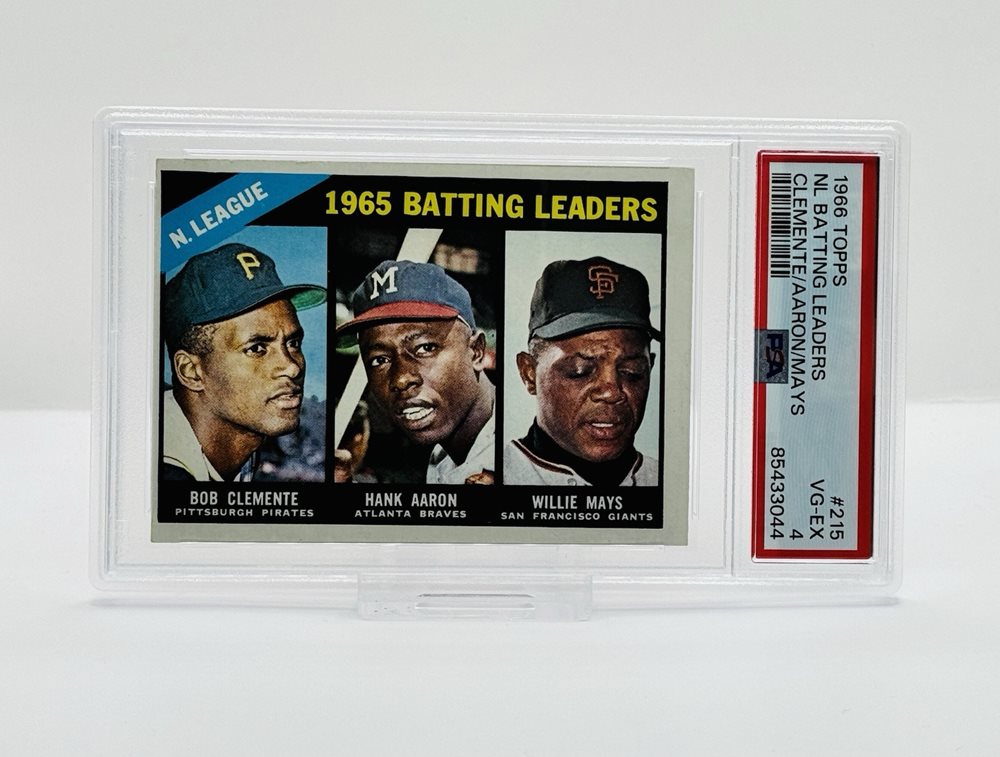 N. LEAGUE
1965 BATTING LEADERS
P
M
SF
BOB CLEMENTE
PITTSBURGH PIRATES
HANK AARON
ATLANTA BRAVES
WILLIE MAYS
SAN FRANCISCO GIANTS
1966 TOPPS #215
NL BATTING LEADERS VG-EX
CLEMENTE/AARON/MAYS 4
PSA
85433044